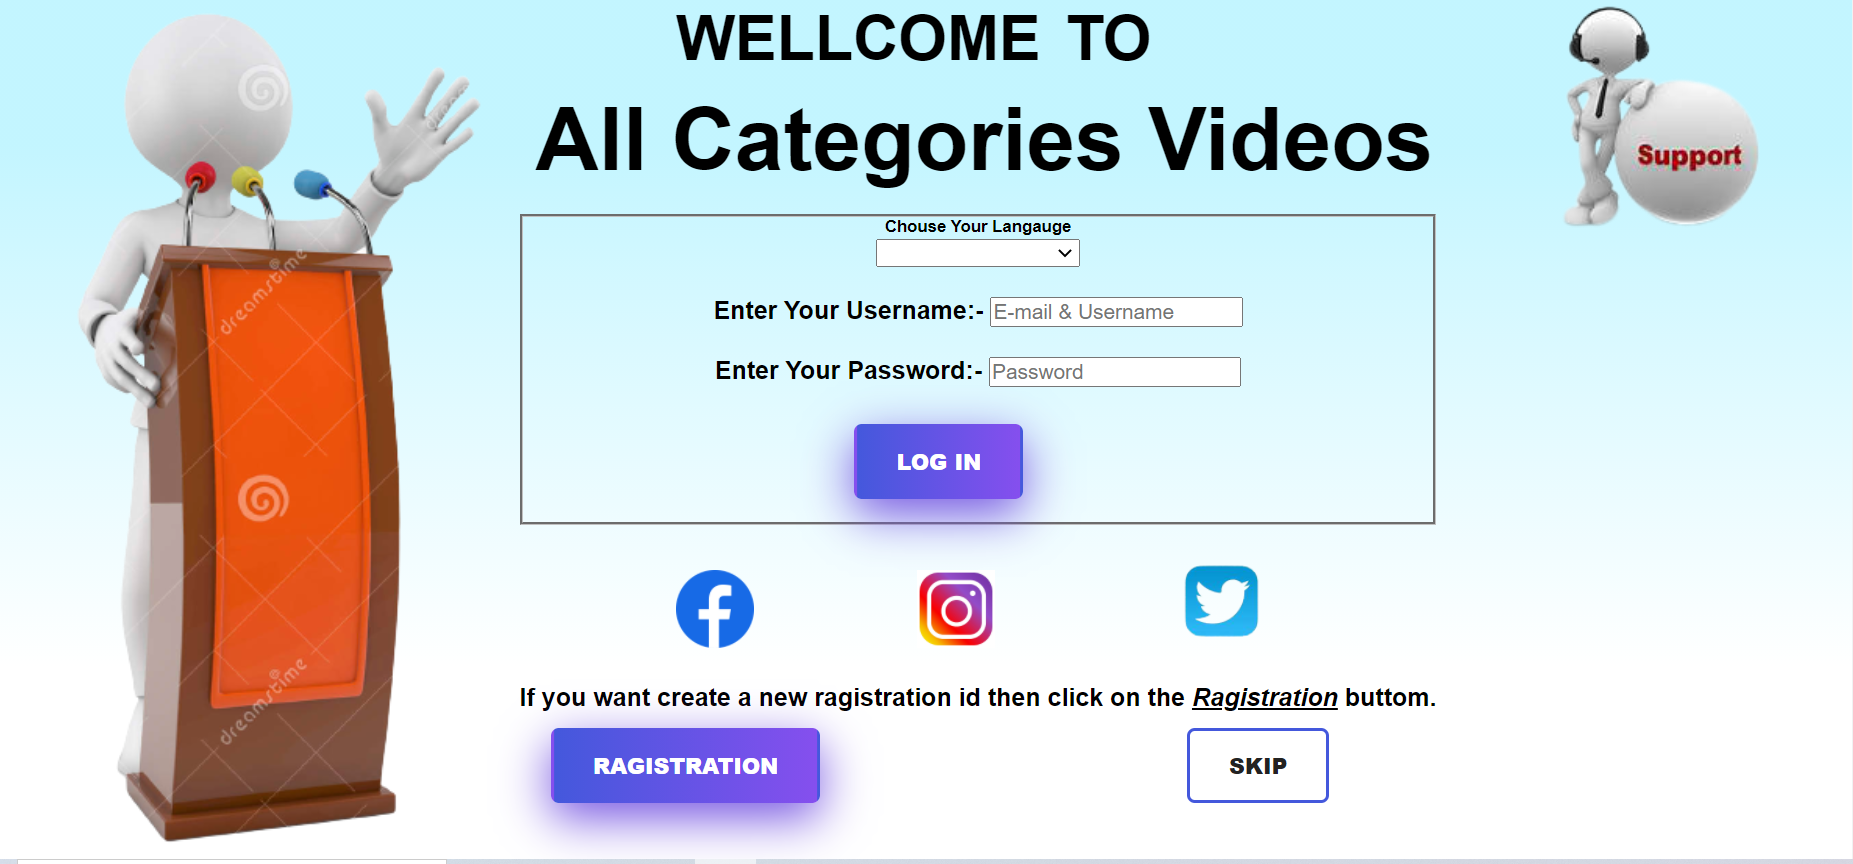 WELLCOME TO
All Categories Videos
Support
Chouse Your Langauge
Enter Your Username:- E-mail & Username
Enter Your Password:- Password
LOG IN
If you want create a new ragistration id then click on the Ragistration buttom.
RAGISTRATION
SKIP
dreamstime
dreamstime